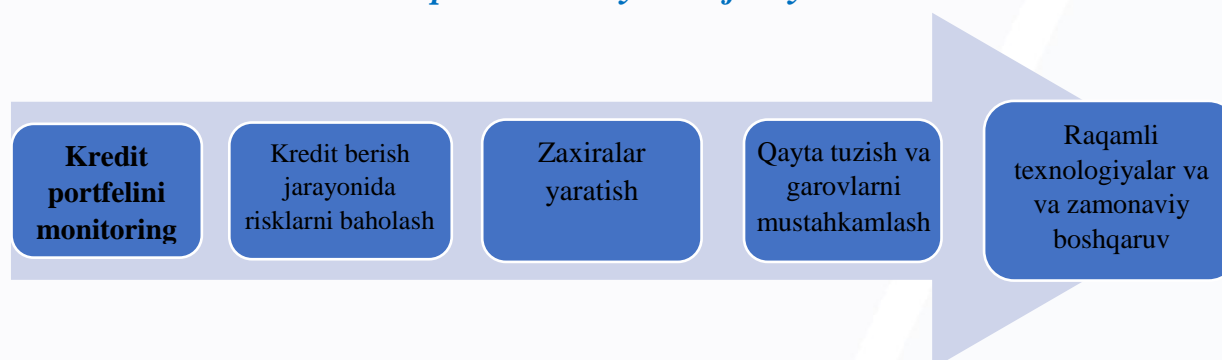 Kredit
portfelini
monitoring
Kredit berish
jarayonida
risklarni baholash
Zaxiralar
yaratish
Qayta tuzish va
garovlarni
mustahkamlash
Raqamli
texnologiyalar va
va zamonaviy
boshqaruv